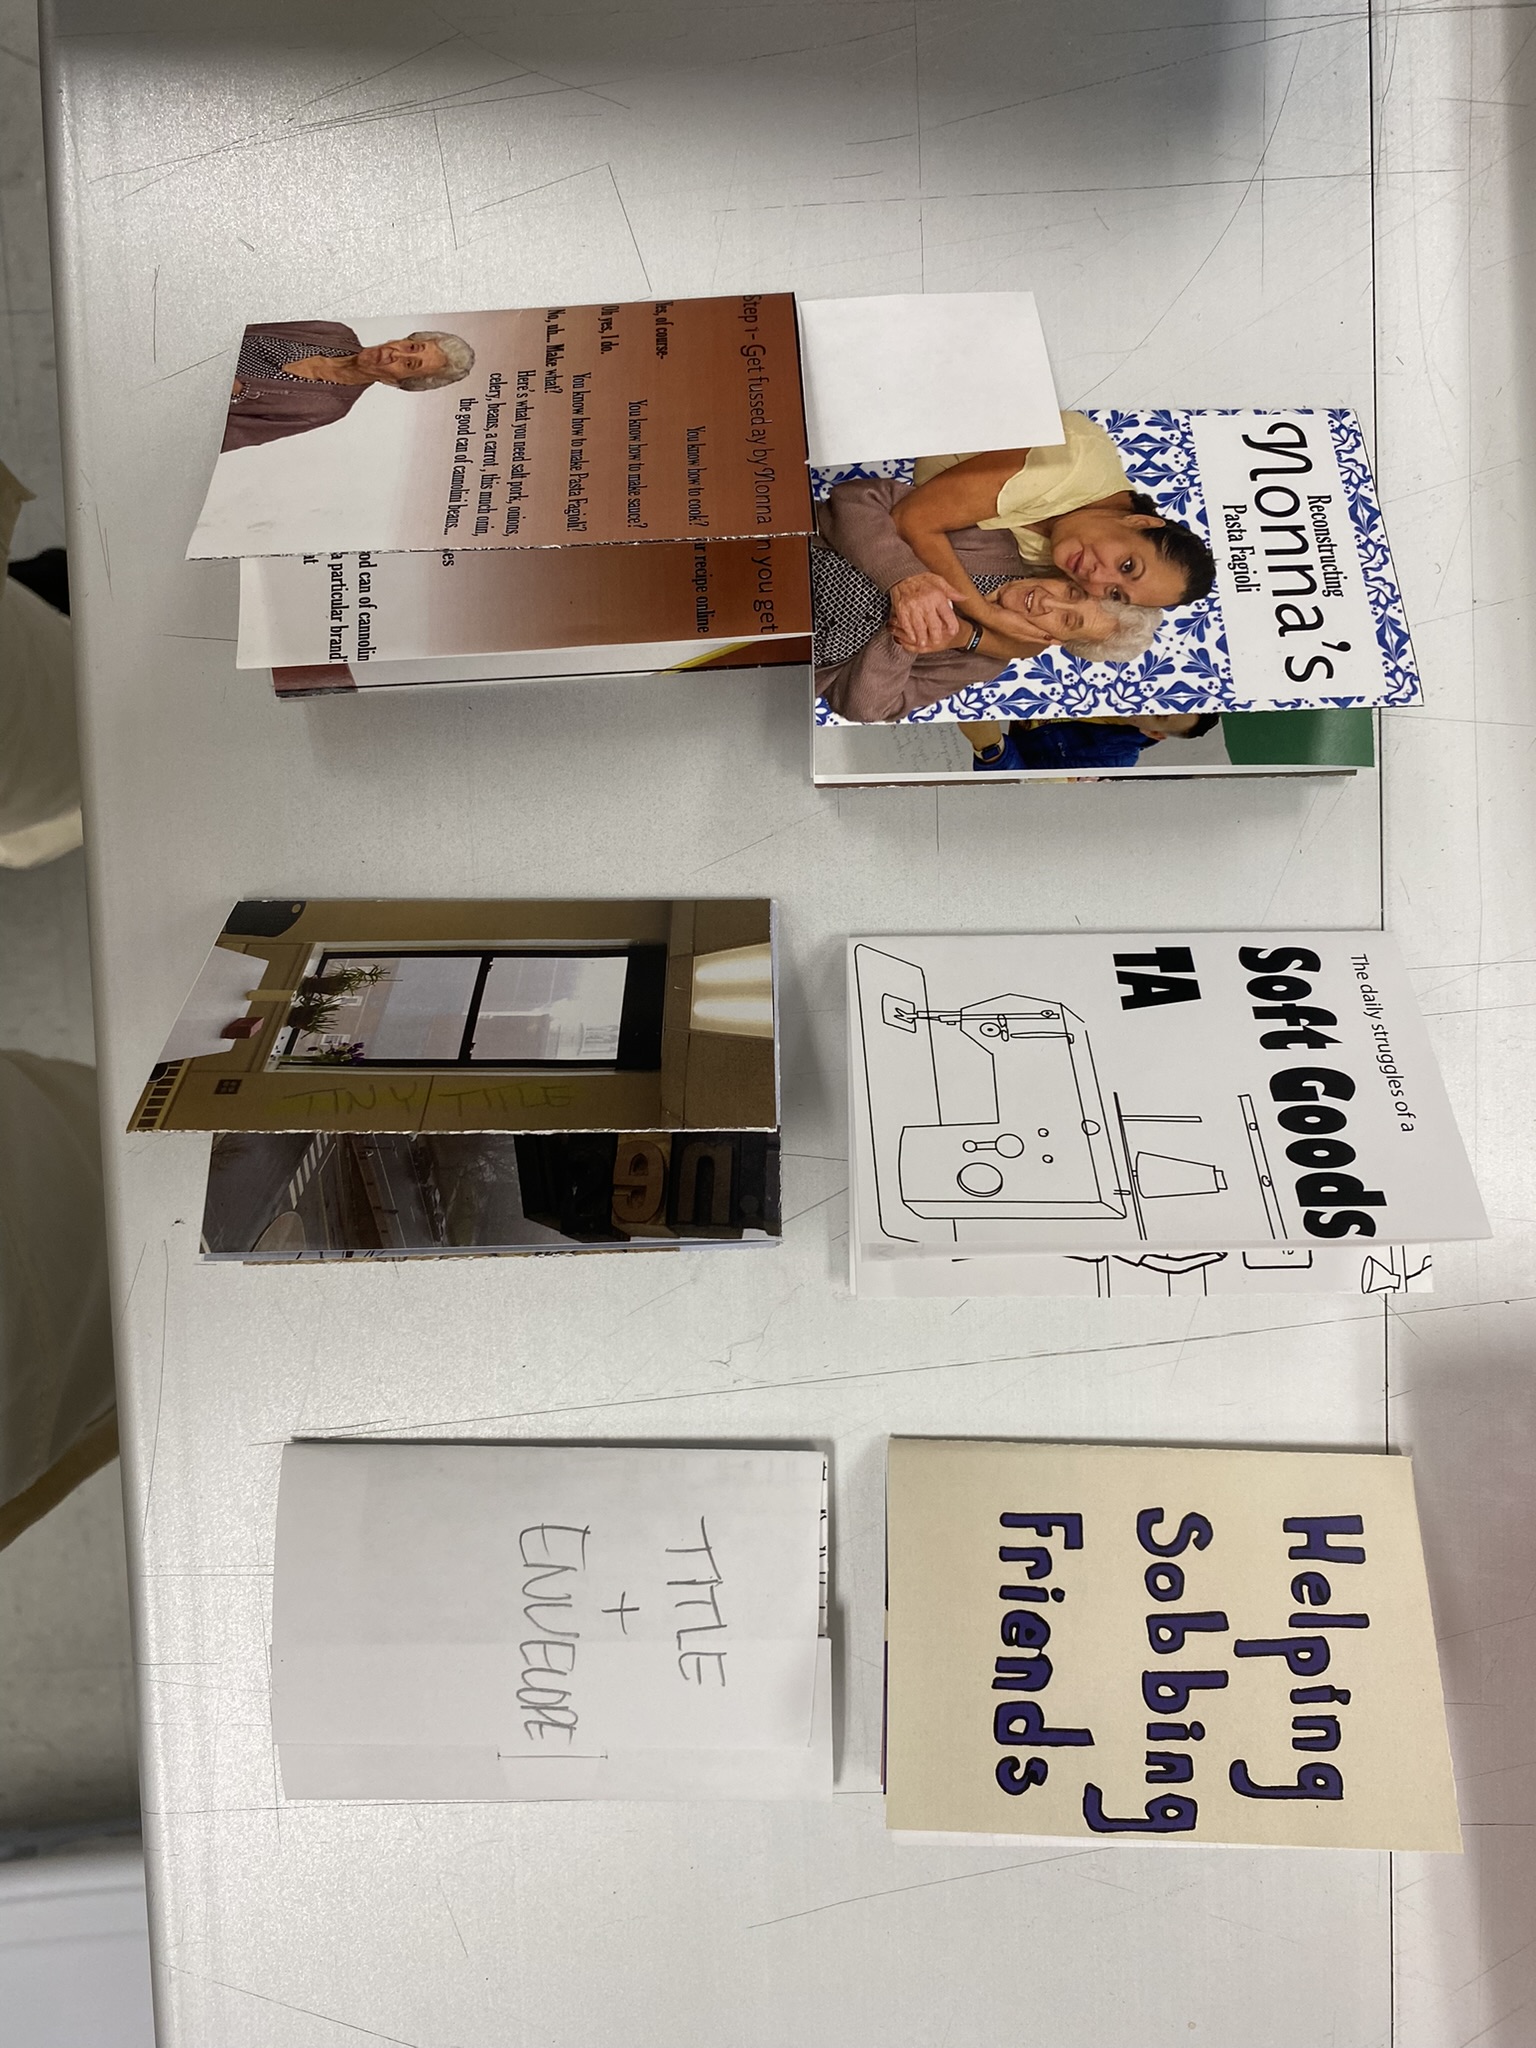 Reconstructing
Nonna's
Pasta Fagioli
The daily struggles of a
Soft Goods
TA
Helping
Sobbing
Friends
Step 1- Get fussed ay by Nonna
You know how to cook?
Yes, of course-
You know how to make sauce?
Oh yes, I do.
You know how to make Pasta Fagioli?
No, uh... Make what?
Here's what you need salt pork, onions,
celery, beans, a carrot , this much onin,
the good can of cannolini beans...
n you get
recipe online
es
od can of cannolin
a particular brand
at
TINY/TITLE
TITLE
+
ENVELOPE